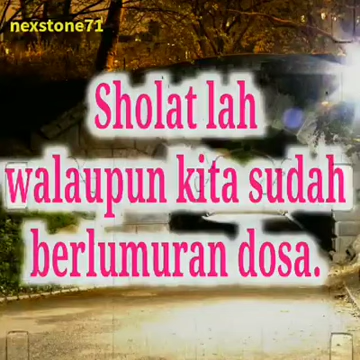 nexstone71
Sholat lah
walaupun kita sudah
berlumuran dosa.